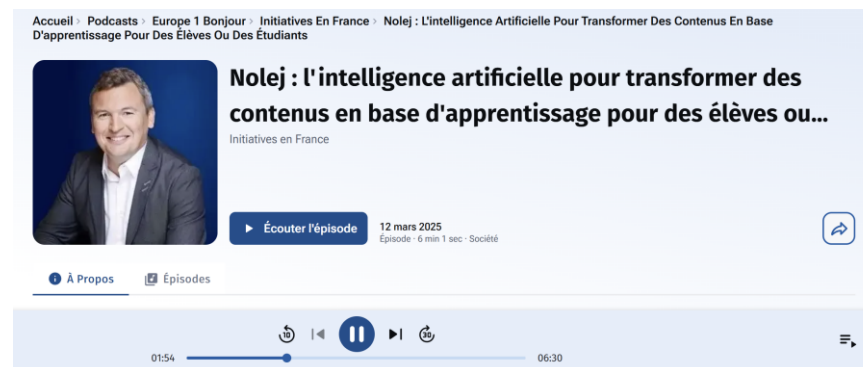 Accueil > Podcasts > Europe 1 Bonjour > Initiatives En France > Nolej : L'intelligence Artificielle Pour Transformer Des Contenus En Base
D'apprentissage Pour Des Élèves Ou Des Étudiants
Nolej : l'intelligence artificielle pour transformer des
contenus en base d'apprentissage pour des élèves ou...
Initiatives en France
Écouter l'épisode
12 mars 2025
Épisode · 6 min 1 sec · Société
À Propos
Épisodes
10
30
01:54
06:30